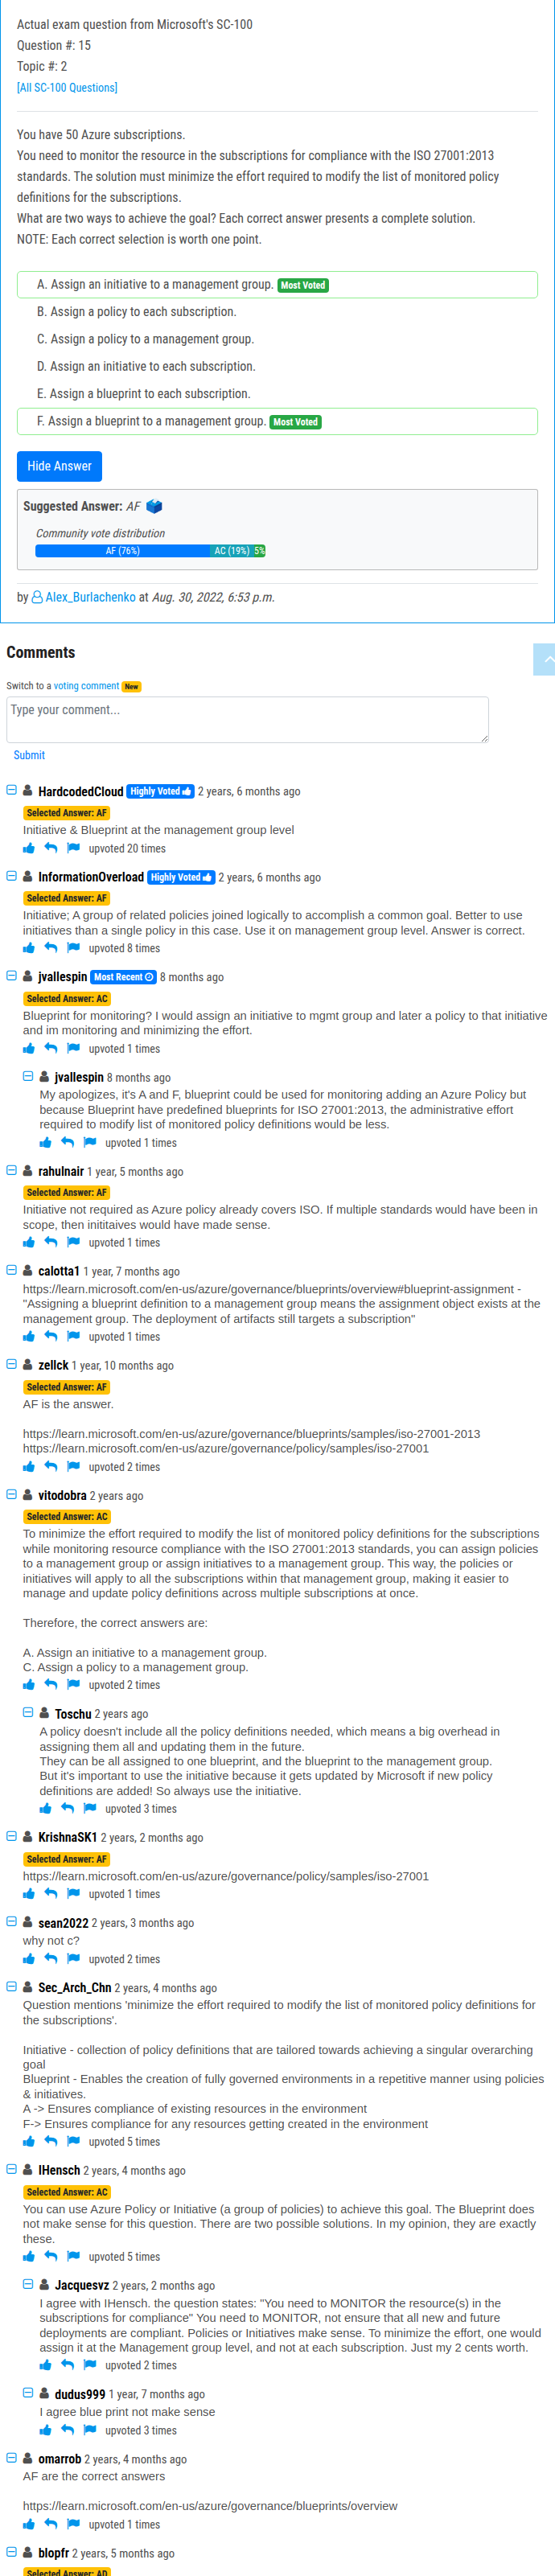 Actual exam question from Microsoft's SC-100
Question #: 15
Topic #: 2
[All SC-100 Questions]
You have 50 Azure subscriptions.
You need to monitor the resource in the subscriptions for compliance with the ISO 27001:2013
standards. The solution must minimize the effort required to modify the list of monitored policy
definitions for the subscriptions.
What are two ways to achieve the goal? Each correct answer presents a complete solution.
NOTE: Each correct selection is worth one point.
A. Assign an initiative to a management group. Most Voted
B. Assign a policy to each subscription.
C. Assign a policy to a management group.
D. Assign an initiative to each subscription.
E. Assign a blueprint to each subscription.
F. Assign a blueprint to a management group. Most Voted
Hide Answer
Suggested Answer: AF
Community vote distribution
AF (76%) AC (19%) 5%
by Alex_Burlachenko at Aug. 30, 2022, 6:53 p.m.
Comments
Switch to a voting comment New
Type your comment...
Submit
HardcodedCloud Highly Voted 2 years, 6 months ago
Selected Answer: AF
Initiative & Blueprint at the management group level
upvoted 20 times
InformationOverload Highly Voted 2 years, 6 months ago
Selected Answer: AF
Initiative; A group of related policies joined logically to accomplish a common goal. Better to use
initiatives than a single policy in this case. Use it on management group level. Answer is correct.
upvoted 8 times
jvallespin Most Recent 8 months ago
Selected Answer: AC
Blueprint for monitoring? I would assign an initiative to mgmt group and later a policy to that initiative
and im monitoring and minimizing the effort.
upvoted 1 times
jvallespin 8 months ago
My apologizes, it's A and F, blueprint could be used for monitoring adding an Azure Policy but
because Blueprint have predefined blueprints for ISO 27001:2013, the administrative effort
required to modify list of monitored policy definitions would be less.
upvoted 1 times
rahulnair 1 year, 5 months ago
Selected Answer: AF
Initiative not required as Azure policy already covers ISO. If multiple standards would have been in
scope, then inititaives would have made sense.
upvoted 1 times
calotta1 1 year, 7 months ago
https://learn.microsoft.com/en-us/azure/governance/blueprints/overview#blueprint-assignment -
"Assigning a blueprint definition to a management group means the assignment object exists at the
management group. The deployment of artifacts still targets a subscription"
upvoted 1 times
zellck 1 year, 10 months ago
Selected Answer: AF
AF is the answer.
https://learn.microsoft.com/en-us/azure/governance/blueprints/samples/iso-27001-2013
https://learn.microsoft.com/en-us/azure/governance/policy/samples/iso-27001
upvoted 2 times
vitodobra 2 years ago
Selected Answer: AC
To minimize the effort required to modify the list of monitored policy definitions for the subscriptions
while monitoring resource compliance with the ISO 27001:2013 standards, you can assign policies
to a management group or assign initiatives to a management group. This way, the policies or
initiatives will apply to all the subscriptions within that management group, making it easier to
manage and update policy definitions across multiple subscriptions at once.
Therefore, the correct answers are:
A. Assign an initiative to a management group.
C. Assign a policy to a management group.
upvoted 2 times
Toschu 2 years ago
A policy doesn't include all the policy definitions needed, which means a big overhead in
assigning them all and updating them in the future.
They can be all assigned to one blueprint, and the blueprint to the management group.
But it's important to use the initiative because it gets updated by Microsoft if new policy
definitions are added! So always use the initiative.
upvoted 3 times
KrishnaSK1 2 years, 2 months ago
Selected Answer: AF
https://learn.microsoft.com/en-us/azure/governance/policy/samples/iso-27001
upvoted 1 times
sean2022 2 years, 3 months ago
why not c?
upvoted 2 times
Sec_Arch_Chn 2 years, 4 months ago
Question mentions 'minimize the effort required to modify the list of monitored policy definitions for
the subscriptions'.
Initiative - collection of policy definitions that are tailored towards achieving a singular overarching
goal
Blueprint - Enables the creation of fully governed environments in a repetitive manner using policies
& initiatives.
A -> Ensures compliance of existing resources in the environment
F-> Ensures compliance for any resources getting created in the environment
upvoted 5 times
IHensch 2 years, 4 months ago
Selected Answer: AC
You can use Azure Policy or Initiative (a group of policies) to achieve this goal. The Blueprint does
not make sense for this question. There are two possible solutions. In my opinion, they are exactly
these.
upvoted 5 times
Jacquesvz 2 years, 2 months ago
I agree with IHensch. the question states: "You need to MONITOR the resource(s) in the
subscriptions for compliance" You need to MONITOR, not ensure that all new and future
deployments are compliant. Policies or Initiatives make sense. To minimize the effort, one would
assign it at the Management group level, and not at each subscription. Just my 2 cents worth.
upvoted 2 times
dudus999 1 year, 7 months ago
I agree blue print not make sense
upvoted 3 times
omarrob 2 years, 4 months ago
AF are the correct answers
https://learn.microsoft.com/en-us/azure/governance/blueprints/overview
upvoted 1 times
blopfr 2 years, 5 months ago
Selected Answer: AD